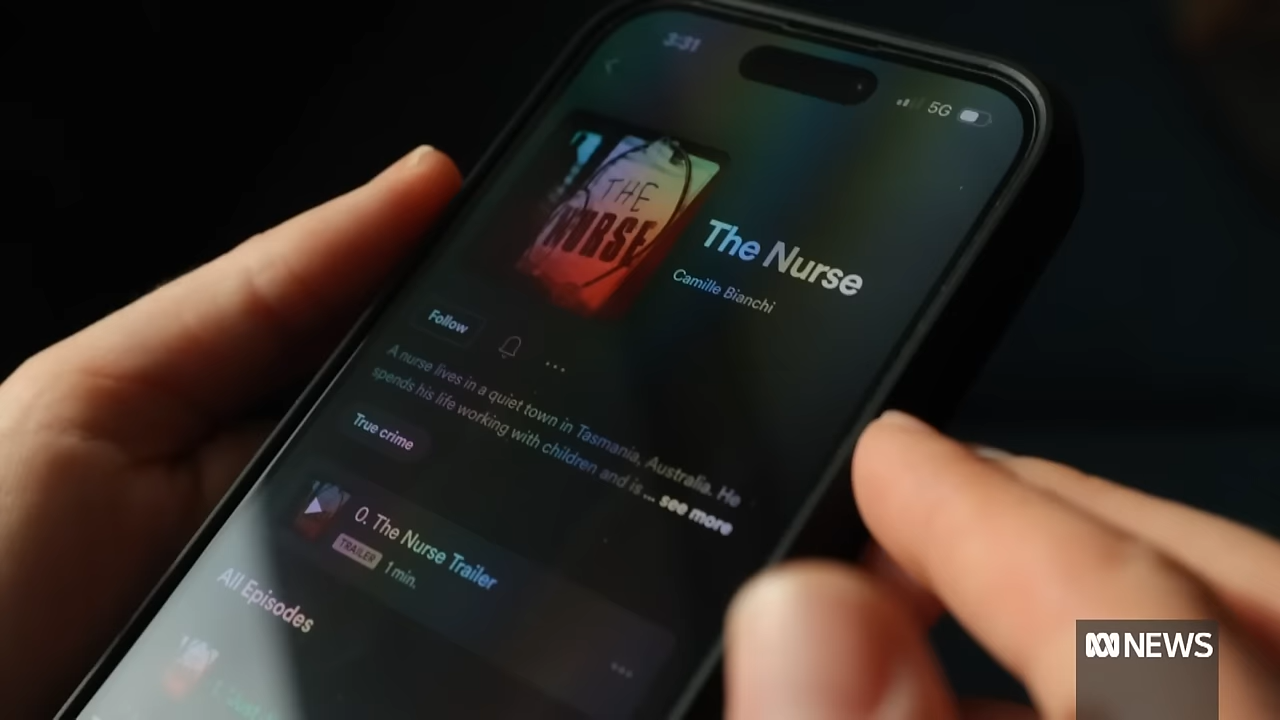 3:31
5G
THE
NURSE
The Nurse
Camille Bianchi
Follow
A nurse lives in a quiet town in Tasmania, Australia. He
spends his life working with children and is ... see more
True crime
0. The Nurse Trailer
TRAILER 1 min.
All Episodes
NEWS